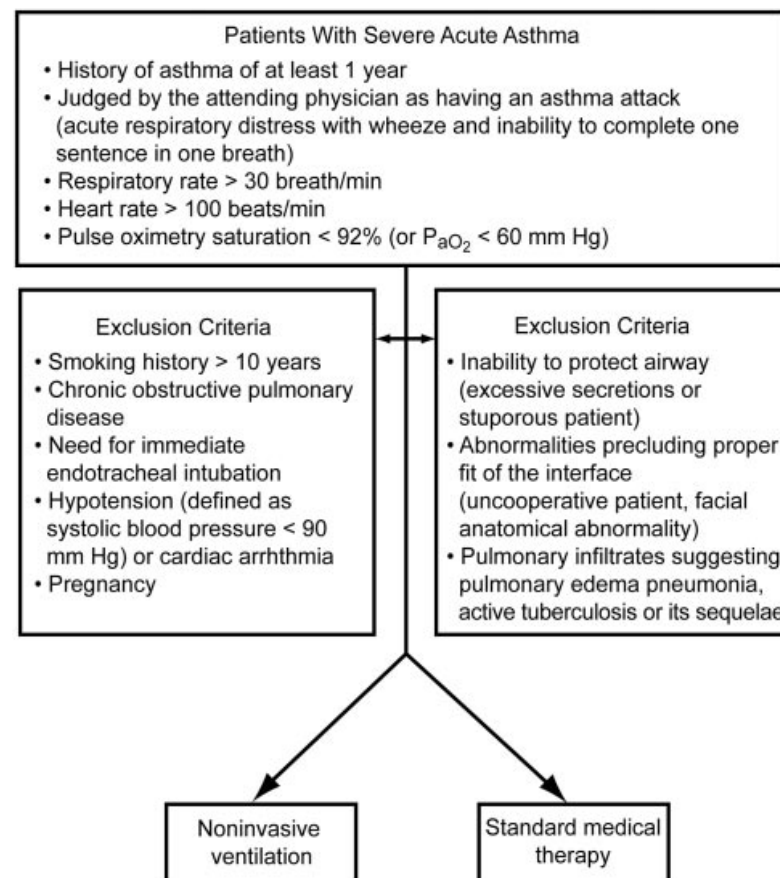 Patients With Severe Acute Asthma
• History of asthma of at least 1 year
• Judged by the attending physician as having an asthma attack
(acute respiratory distress with wheeze and inability to complete one
sentence in one breath)
• Respiratory rate > 30 breath/min
• Heart rate > 100 beats/min
• Pulse oximetry saturation < 92% (or PaO2 < 60 mm Hg)
Exclusion Criteria
• Smoking history > 10 years
• Chronic obstructive pulmonary
disease
• Need for immediate
endotracheal intubation
• Hypotension (defined as
systolic blood pressure < 90
mm Hg) or cardiac arrhthmia
• Pregnancy
Exclusion Criteria
• Inability to protect airway
(excessive secretions or
stuporous patient)
• Abnormalities precluding proper
fit of the interface
(uncooperative patient, facial
anatomical abnormality)
• Pulmonary infiltrates suggesting
pulmonary edema pneumonia,
active tuberculosis or its sequelae
Noninvasive
ventilation
Standard medical
therapy